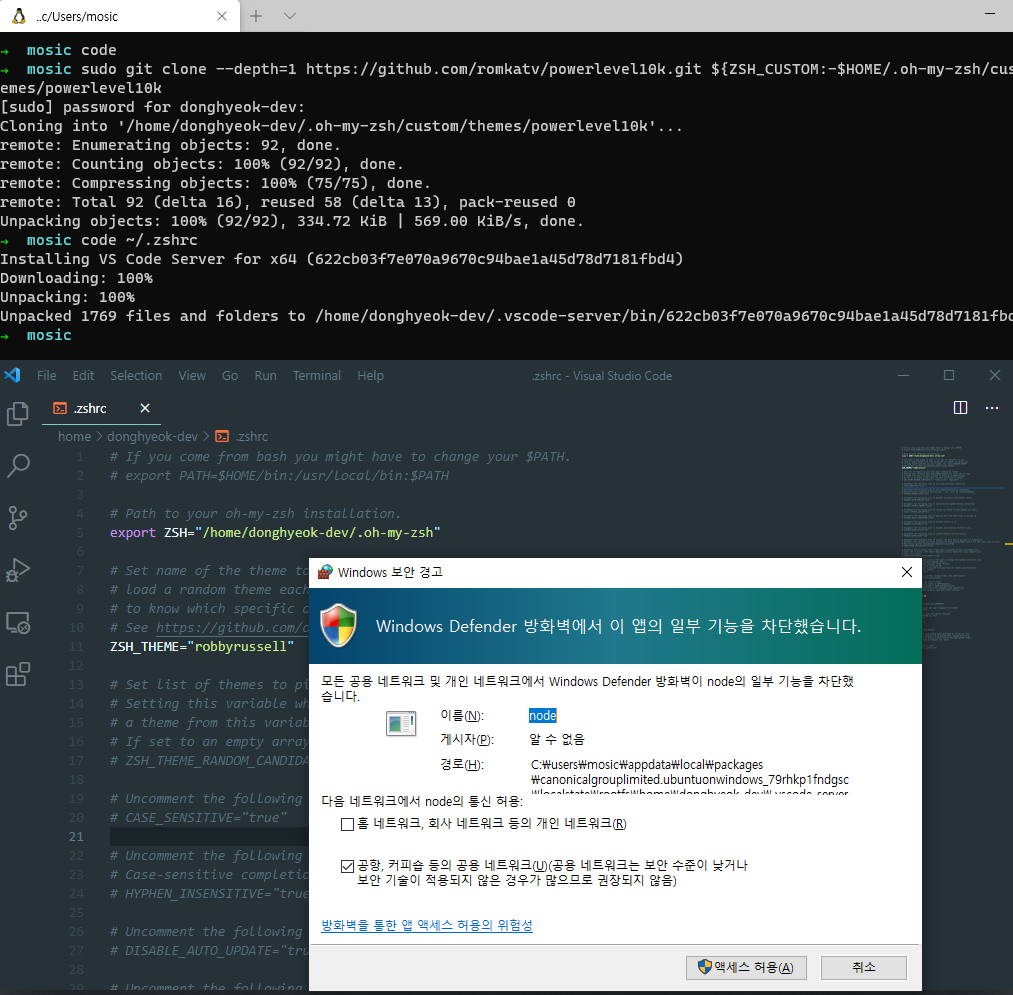 ..c/Users/mosic
→ mosic code
→ mosic sudo git clone --depth=1 https://github.com/romkatv/powerlevel10k.git ${ZSH_CUSTOM:-$HOME/.oh-my-zsh/cus
emes/powerlevel10k
[sudo] password for donghyeok-dev:
Cloning into '/home/donghyeok-dev/.oh-my-zsh/custom/themes/powerlevel10k'...
remote: Enumerating objects: 92, done.
remote: Counting objects: 100% (92/92), done.
remote: Compressing objects: 100% (75/75), done.
remote: Total 92 (delta 16), reused 58 (delta 13), pack-reused 0
Unpacking objects: 100% (92/92), 334.72 KiB | 569.00 KiB/s, done.
→ mosic code ~/.zshrc
Installing VS Code Server for x64 (622cb03f7e070a9670c94bae1a45d78d7181fbd4)
Downloading: 100%
Unpacking: 100%
Unpacked 1769 files and folders to /home/donghyeok-dev/.vscode-server/bin/622cb03f7e070a9670c94bae1a45d78d7181fbd
→ mosic
File Edit Selection View Go Run Terminal Help .zshrc - Visual Studio Code
.zshrc
home > donghyeok-dev > .zshrc
1 # If you come from bash you might have to change your $PATH.
2 # export PATH=$HOME/bin:/usr/local/bin:$PATH
3
4 # Path to your oh-my-zsh installation.
5 export ZSH="/home/donghyeok-dev/.oh-my-zsh"
6
7 # Set name of the theme to
8 # load a random theme each
9 # to know which specific o
10 # See https://github.com/o
11 ZSH_THEME="robbyrussell"
12
13 # Set list of themes to pi
14 # Setting this variable wh
15 # a theme from this variab
16 # If set to an empty array
17 # ZSH_THEME_RANDOM_CANDIDA
18
19 # Uncomment the following
20 # CASE_SENSITIVE="true"
21
22 # Uncomment the following
23 # Case-sensitive completio
24 # HYPHEN_INSENSITIVE="true
25
26 # Uncomment the following
27 # DISABLE_AUTO_UPDATE="tru
28
29 # Uncomment the following
Windows 보안 경고
Windows Defender 방화벽에서 이 앱의 일부 기능을 차단했습니다.
모든 공용 네트워크 및 개인 네트워크에서 Windows Defender 방화벽이 node의 일부 기능을 차단했
습니다.
이름(N): node
게시자(P): 알 수 없음
경로(H): C:₩users₩mosic₩appdata₩local₩packages
₩canonicalgrouplimited.ubuntuonwindows_79rhkp1fndgsc
₩localstate₩rootfs₩home₩donghyeok-dev₩.vscode-server
다음 네트워크에서 node의 통신 허용:
홈 네트워크, 회사 네트워크 등의 개인 네트워크(R)
공항, 커피숍 등의 공용 네트워크(U)(공용 네트워크는 보안 수준이 낮거나
보안 기술이 적용되지 않은 경우가 많으므로 권장되지 않음)
방화벽을 통한 앱 액세스 허용의 위험성
액세스 허용(A) 취소